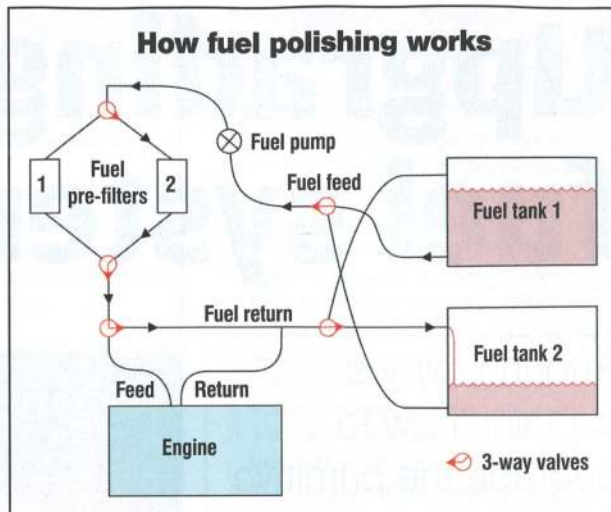 How fuel polishing works
Fuel pump
1
Fuel
pre-filters
2
Fuel feed
Fuel tank 1
Fuel return
Fuel tank 2
Feed
Return
Engine
3-way valves